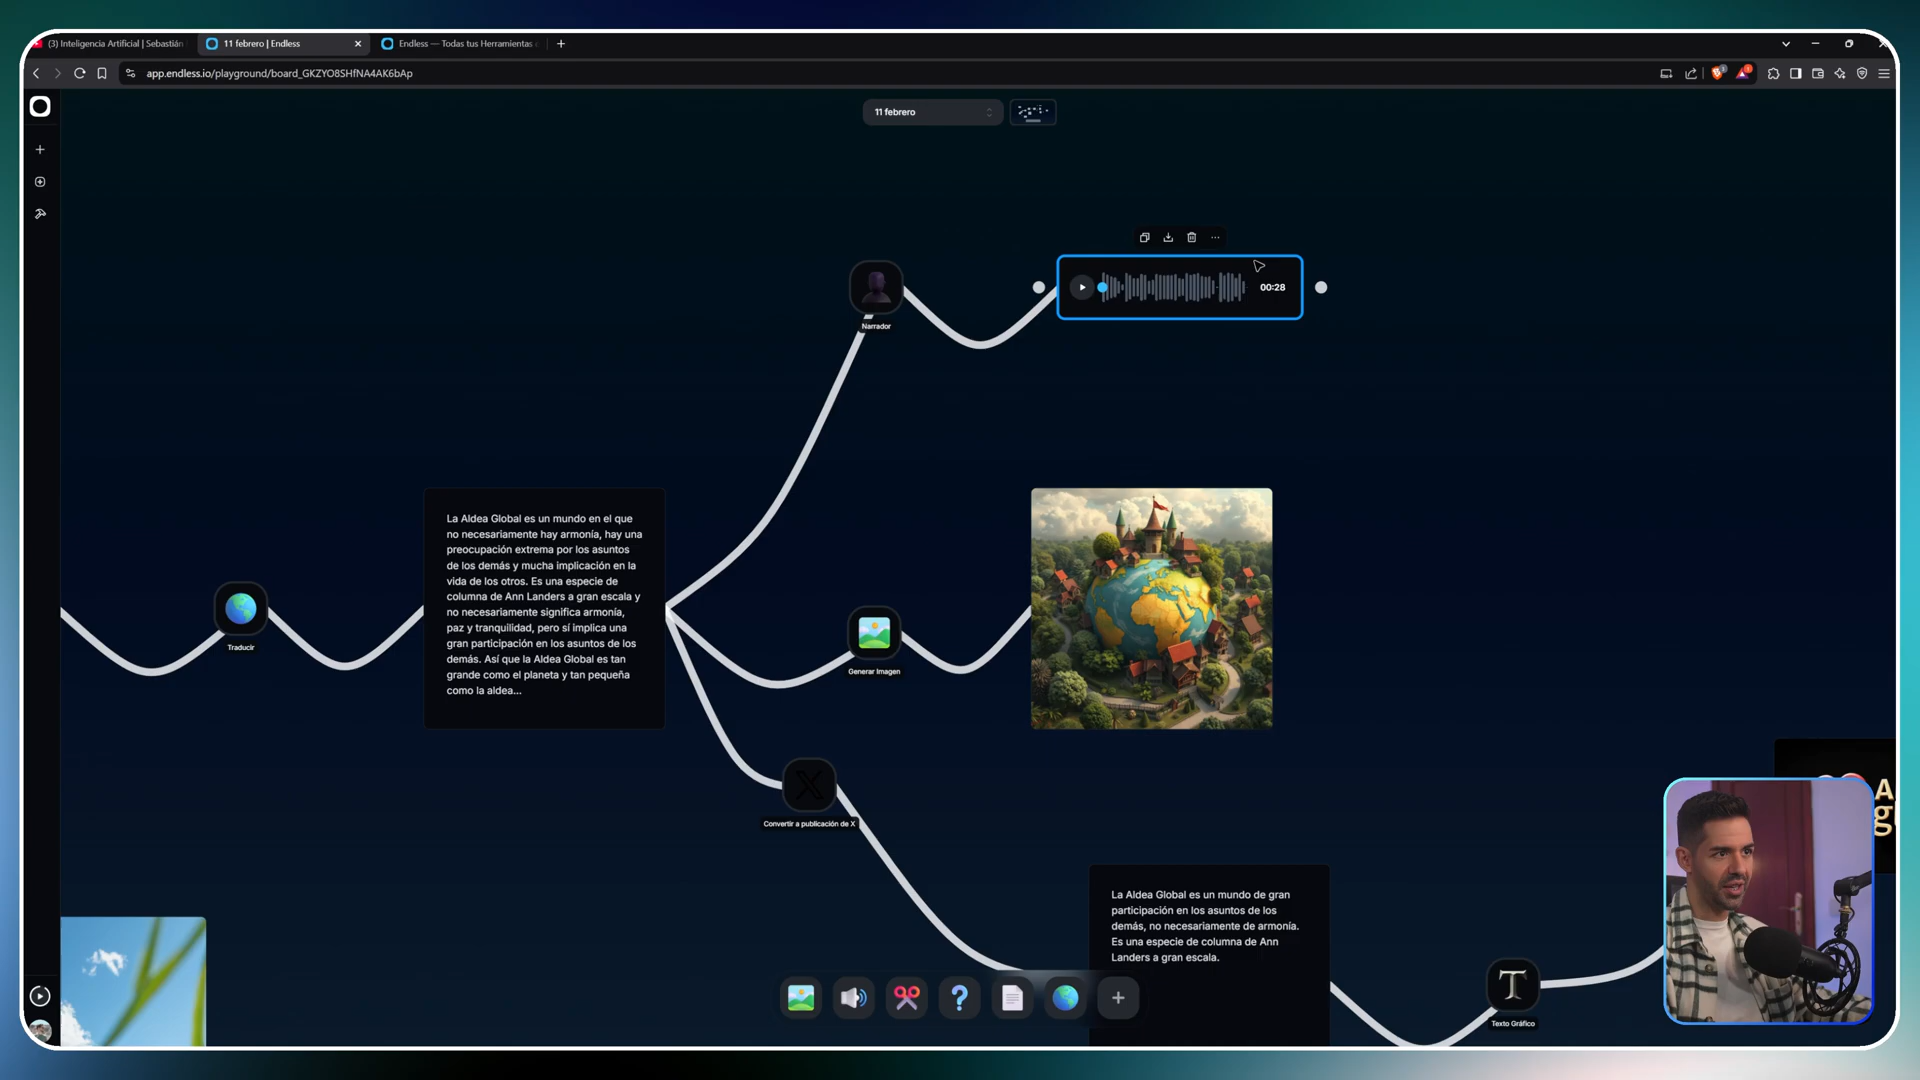 (3) Inteligencia Artificial | Sebastián
11 febrero | Endless
Endless — Todas tus Herramientas
app.endless.io/playground/board_GKZYO8SHfNA4AK6bAp
11 febrero
00:28
Narrador
La Aldea Global es un mundo en el que
no necesariamente hay armonía, hay una
preocupación extrema por los asuntos
de los demás y mucha implicación en la
vida de los otros. Es una especie de
columna de Ann Landers a gran escala y
no necesariamente significa armonía,
paz y tranquilidad, pero sí implica una
gran participación en los asuntos de los
demás. Así que la Aldea Global es tan
grande como el planeta y tan pequeña
como la aldea...
Traducir
Generar Imagen
Convertir a publicación de X
La Aldea Global es un mundo de gran
participación en los asuntos de los
demás, no necesariamente de armonía.
Es una especie de columna de Ann
Landers a gran escala.
T
Texto Gráfico